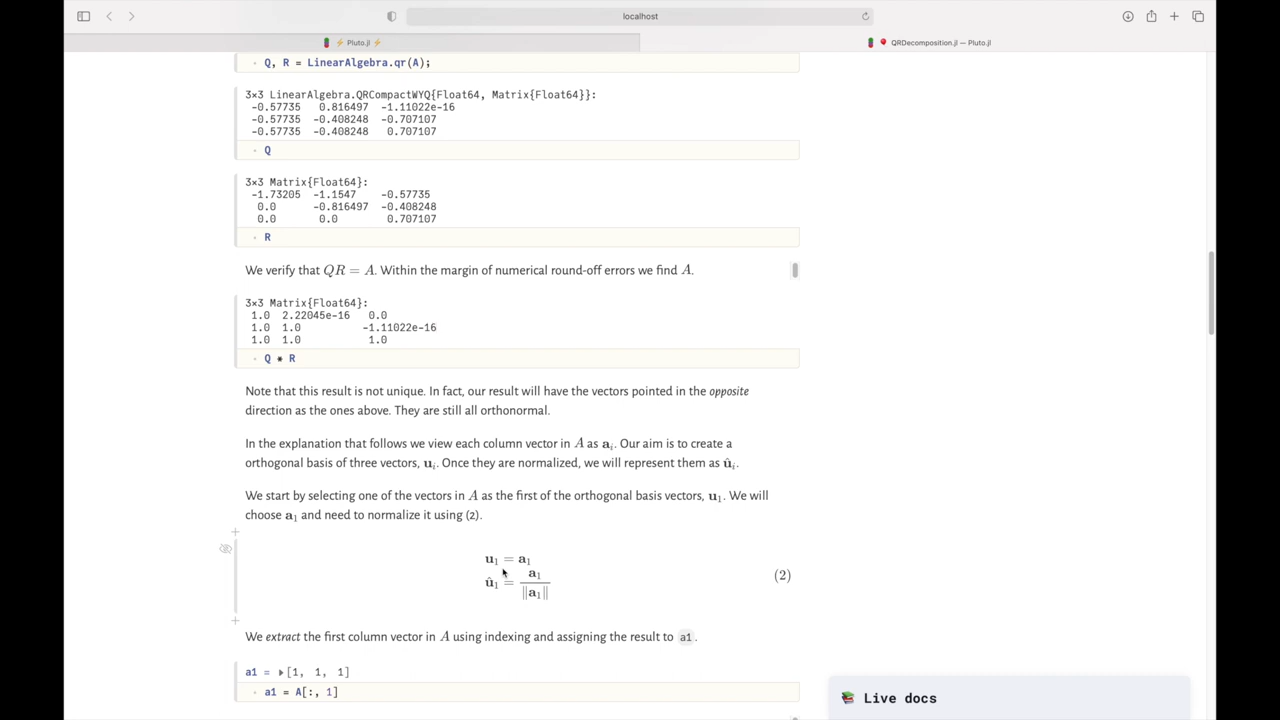 localhost
⚡ Pluto.jl ⚡
🎈 QRDecomposition.jl — Pluto.jl
Q, R = LinearAlgebra.qr(A);
3×3 LinearAlgebra.QRCompactWYQ{Float64, Matrix{Float64}}:
-0.57735 0.816497 -1.11022e-16
-0.57735 -0.408248 -0.707107
-0.57735 -0.408248 0.707107
Q
3×3 Matrix{Float64}:
-1.73205 -1.1547 -0.57735
0.0 -0.816497 -0.408248
0.0 0.0 0.707107
R
We verify that QR = A. Within the margin of numerical round-off errors we find A.
3×3 Matrix{Float64}:
1.0 2.22045e-16 0.0
1.0 1.0 -1.11022e-16
1.0 1.0 1.0
Q * R
Note that this result is not unique. In fact, our result will have the vectors pointed in the opposite
direction as the ones above. They are still all orthonormal.
In the explanation that follows we view each column vector in A as aᵢ. Our aim is to create a
orthogonal basis of three vectors, uᵢ. Once they are normalized, we will represent them as ûᵢ.
We start by selecting one of the vectors in A as the first of the orthogonal basis vectors, u₁. We will
choose a₁ and need to normalize it using (2).
u₁ = a₁
û₁ = a₁ / ‖a₁‖ (2)
We extract the first column vector in A using indexing and assigning the result to a1.
a1 = ▸[1, 1, 1]
a1 = A[:, 1]
📚 Live docs